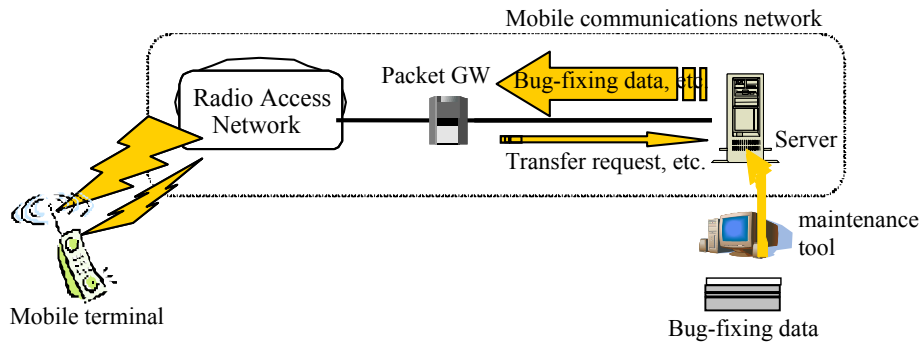 Mobile communications network
Packet GW
Bug-fixing data, etc.
Radio Access
Network
Server
Transfer request, etc.
maintenance
tool
Mobile terminal
Bug-fixing data